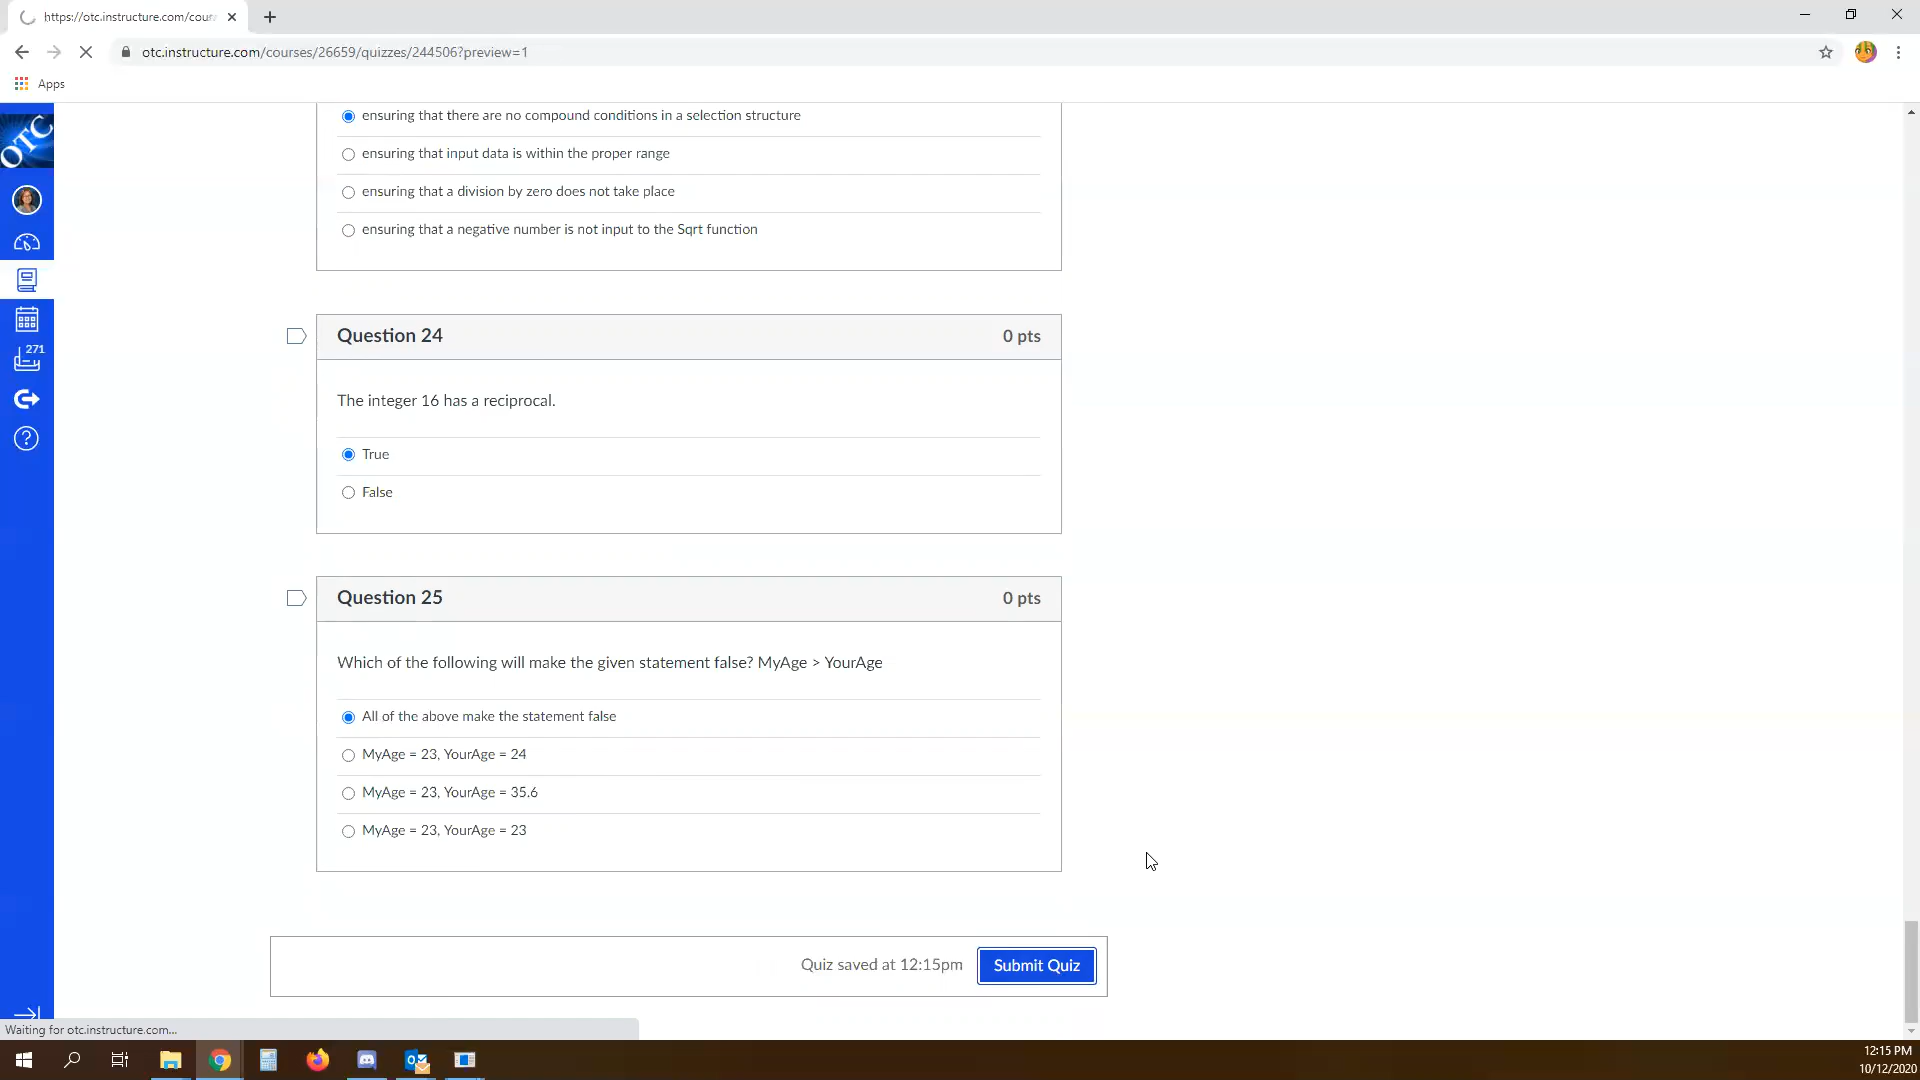 https://otc.instructure.com/cour
otc.instructure.com/courses/26659/quizzes/244506?preview=1
Apps
OTC
ensuring that there are no compound conditions in a selection structure
ensuring that input data is within the proper range
ensuring that a division by zero does not take place
ensuring that a negative number is not input to the Sqrt function
271
Question 24
0 pts
The integer 16 has a reciprocal.
True
False
Question 25
0 pts
Which of the following will make the given statement false? MyAge > YourAge
All of the above make the statement false
MyAge = 23, YourAge = 24
MyAge = 23, YourAge = 35.6
MyAge = 23, YourAge = 23
Quiz saved at 12:15pm
Submit Quiz
Waiting for otc.instructure.com...
12:15 PM
10/12/2020